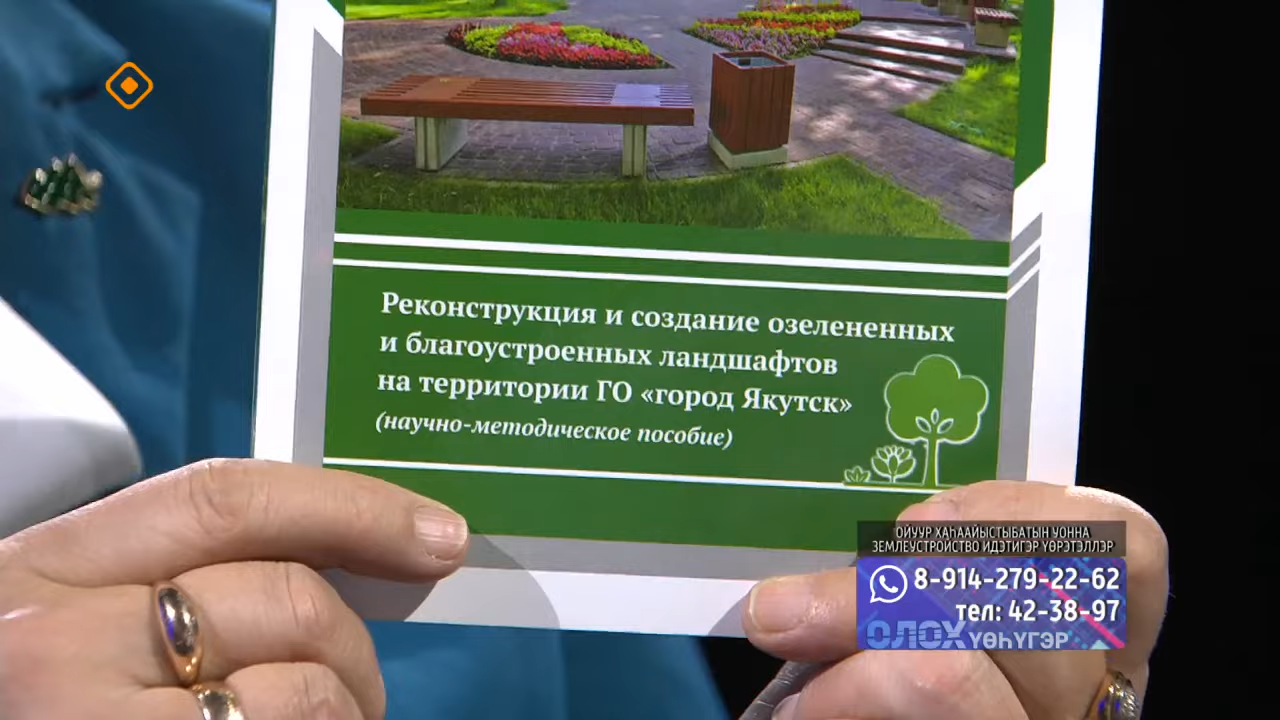 Реконструкция и создание озелененных
и благоустроенных ландшафтов
на территории ГО «город Якутск»
(научно-методическое пособие)
ОЙУУР ХАҺААЙЫСТЫБАТЫН УОННА
ЗЕМЛЕУСТРОЙСТВО ИДЭТИГЭР ҮӨРЭТЭЛЛЭР
8-914-279-22-62
тел: 42-38-97
ОЛОХ ҮӨҺҮГЭР